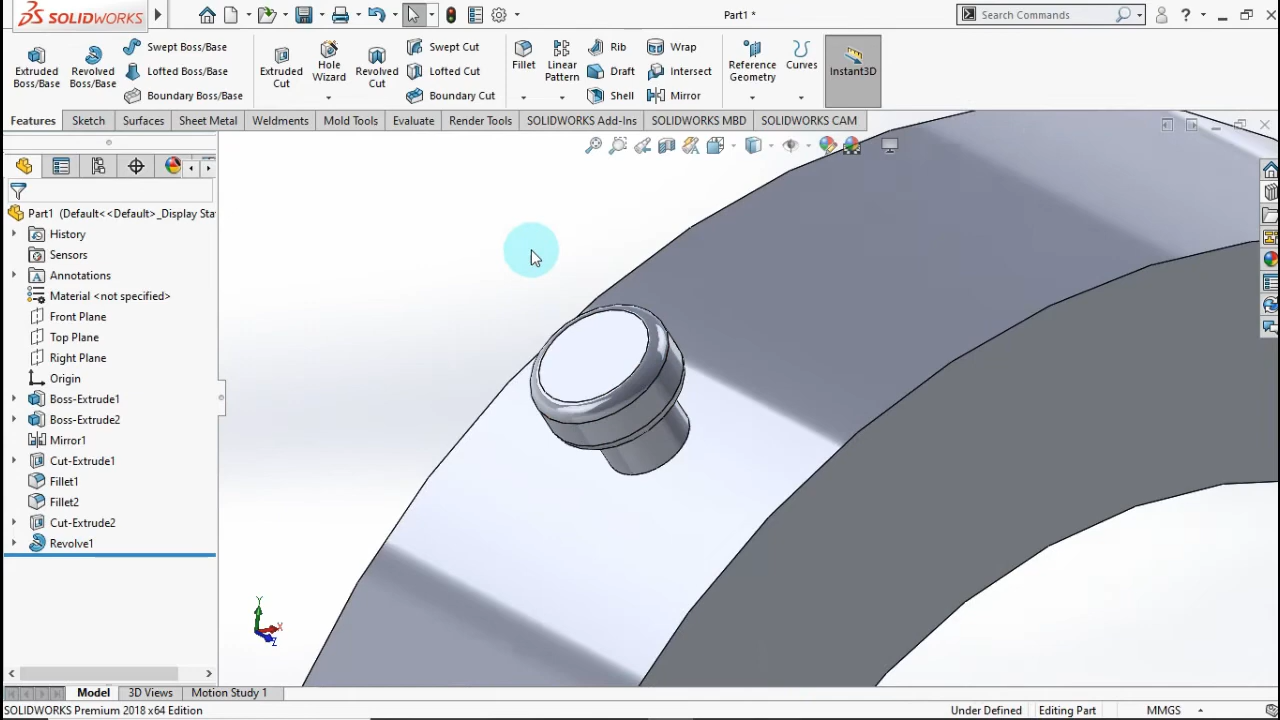 SOLIDWORKS
Part1 *
Search Commands
?
Extruded Boss/Base
Revolved Boss/Base
Swept Boss/Base
Lofted Boss/Base
Boundary Boss/Base
Extruded Cut
Hole Wizard
Revolved Cut
Swept Cut
Lofted Cut
Boundary Cut
Fillet
Linear Pattern
Rib
Draft
Shell
Wrap
Intersect
Mirror
Reference Geometry
Curves
Instant3D
Features
Sketch
Surfaces
Sheet Metal
Weldments
Mold Tools
Evaluate
Render Tools
SOLIDWORKS Add-Ins
SOLIDWORKS MBD
SOLIDWORKS CAM
Part1 (Default<<Default>_Display Sta
History
Sensors
Annotations
Material <not specified>
Front Plane
Top Plane
Right Plane
Origin
Boss-Extrude1
Boss-Extrude2
Mirror1
Cut-Extrude1
Fillet1
Fillet2
Cut-Extrude2
Revolve1
Y
X
Z
Model
3D Views
Motion Study 1
SOLIDWORKS Premium 2018 x64 Edition
Under Defined
Editing Part
MMGS